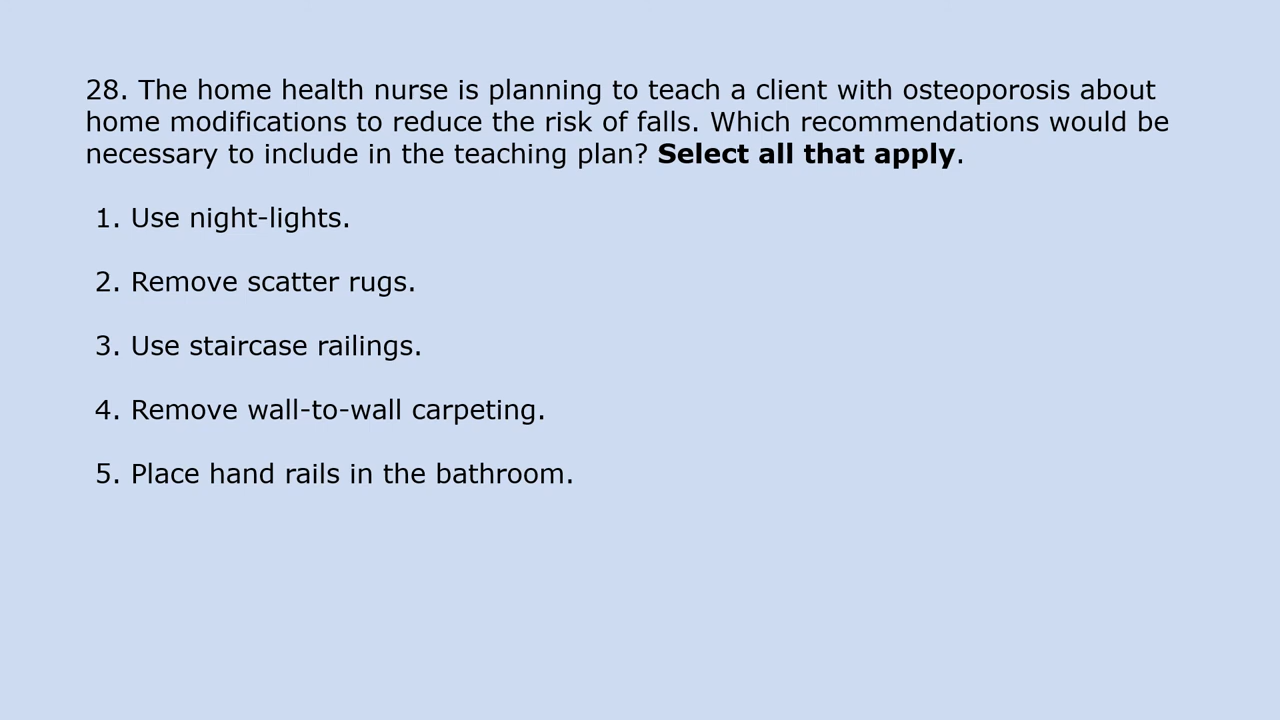 28. The home health nurse is planning to teach a client with osteoporosis about
home modifications to reduce the risk of falls. Which recommendations would be
necessary to include in the teaching plan? Select all that apply.
1. Use night-lights.
2. Remove scatter rugs.
3. Use staircase railings.
4. Remove wall-to-wall carpeting.
5. Place hand rails in the bathroom.